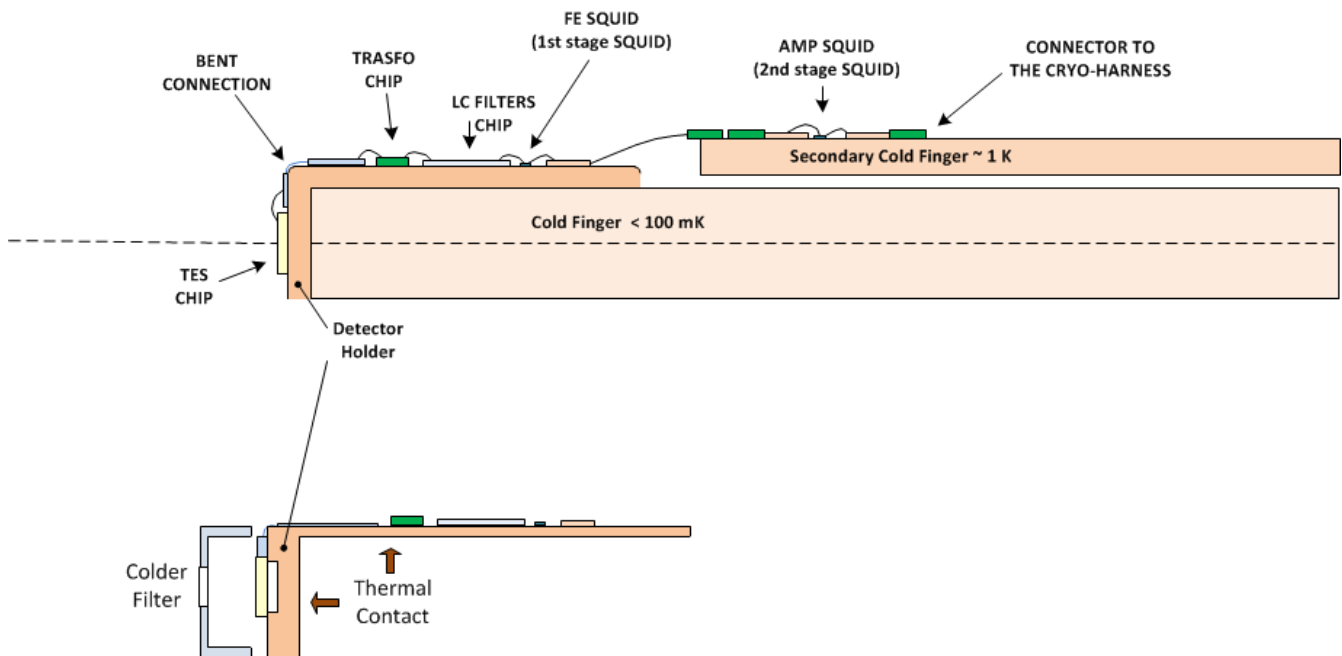 FE SQUID
(1st stage SQUID)
BENT
CONNECTION
TRASFO
CHIP
LC FILTERS
CHIP
AMP SQUID
(2nd stage SQUID)
CONNECTOR TO
THE CRYO-HARNESS
Secondary Cold Finger ~ 1 K
Cold Finger < 100 mK
TES
CHIP
Detector
Holder
Colder
Filter
Thermal
Contact